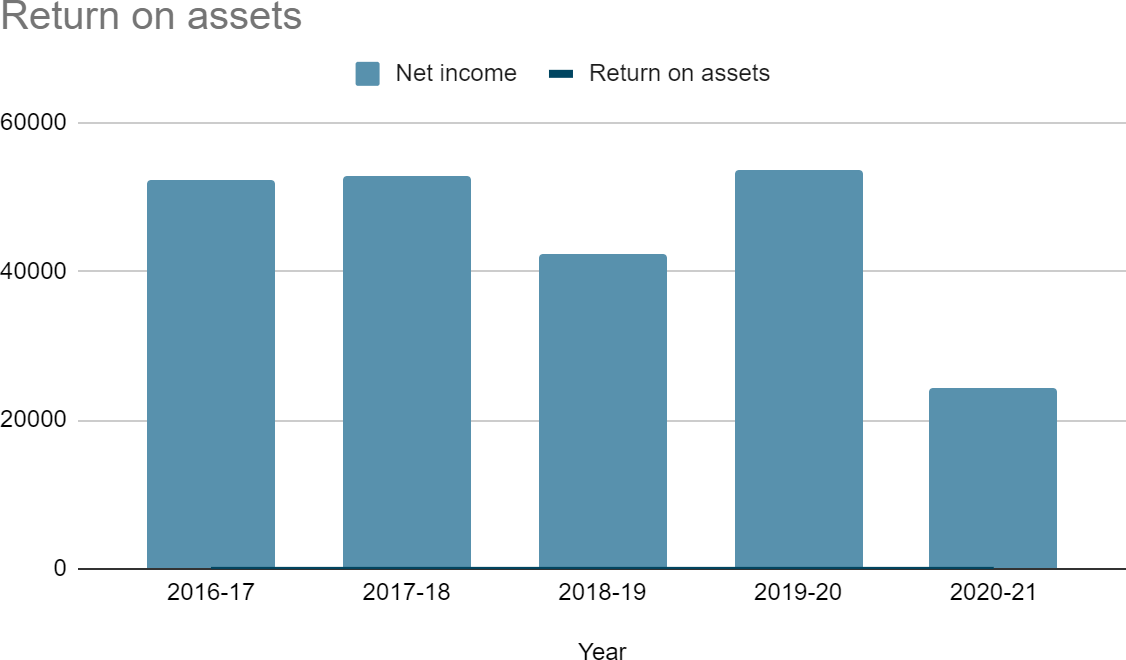 Return on assets
Net income Return on assets
60000
40000
20000
0
2016-17 2017-18 2018-19 2019-20 2020-21
Year